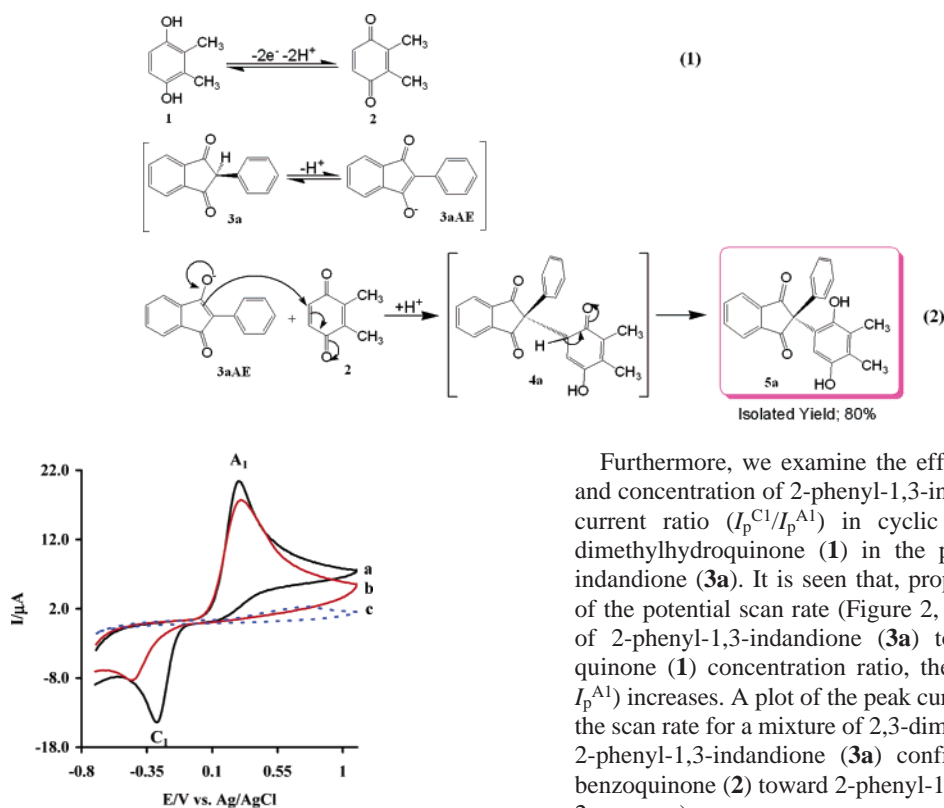 OH
CH₃
CH₃
OH
1
-2e⁻ -2H⁺
O
CH₃
CH₃
O
2
(1)
O
H
O
3a
-H⁺
O
O⁻
3aAE
O⁻
O
3aAE
+
O
CH₃
CH₃
O
2
+H⁺
O
O
H
O
CH₃
CH₃
OH
4a
O
O
OH
CH₃
CH₃
HO
5a
(2)
Isolated Yield; 80%
A₁
22.0
12.0
2.0
-8.0
-18.0
I/µA
a
b
c
C₁
-0.8 -0.35 0.1 0.55 1
E/V vs. Ag/AgCl
Furthermore, we examine the eff
and concentration of 2-phenyl-1,3-in
current ratio (Iₚᶜ¹/Iₚᴬ¹) in cyclic
dimethylhydroquinone (1) in the p
indandione (3a). It is seen that, prop
of the potential scan rate (Figure 2,
of 2-phenyl-1,3-indandione (3a) to
quinone (1) concentration ratio, the
Iₚᴬ¹) increases. A plot of the peak cur
the scan rate for a mixture of 2,3-dim
2-phenyl-1,3-indandione (3a) confi
benzoquinone (2) toward 2-phenyl-1,